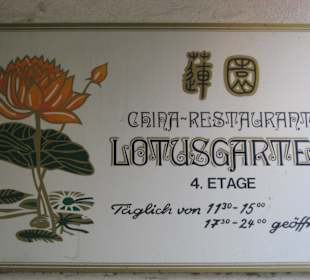 蓮園
CHINA-RESTAURANT
LOTUSGARTE
4. ETAGE
Täglich von 11³⁰-15⁰⁰
17³⁰-24⁰⁰ geöff